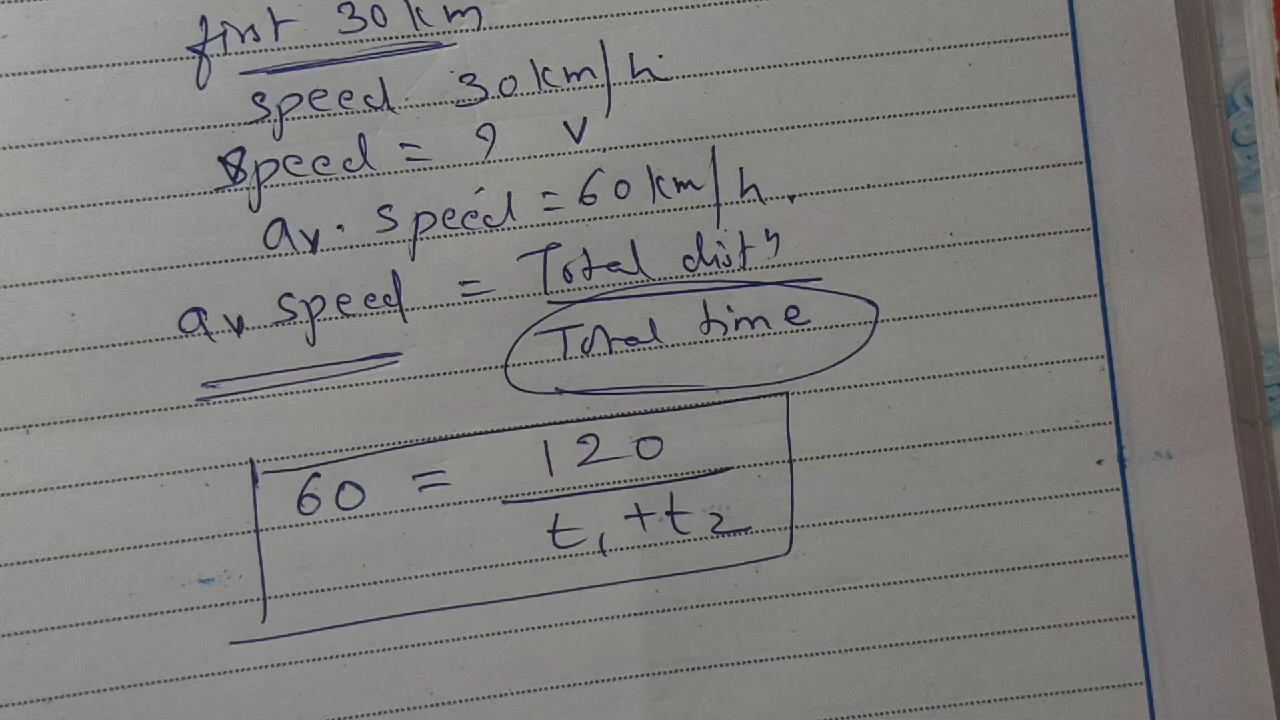 first 30 km
speed. 30 km/h
speed = ? v
av. speed = 60 km/h.
av speed = Total distⁿ
Total time
60 = 120
t₁ + t₂